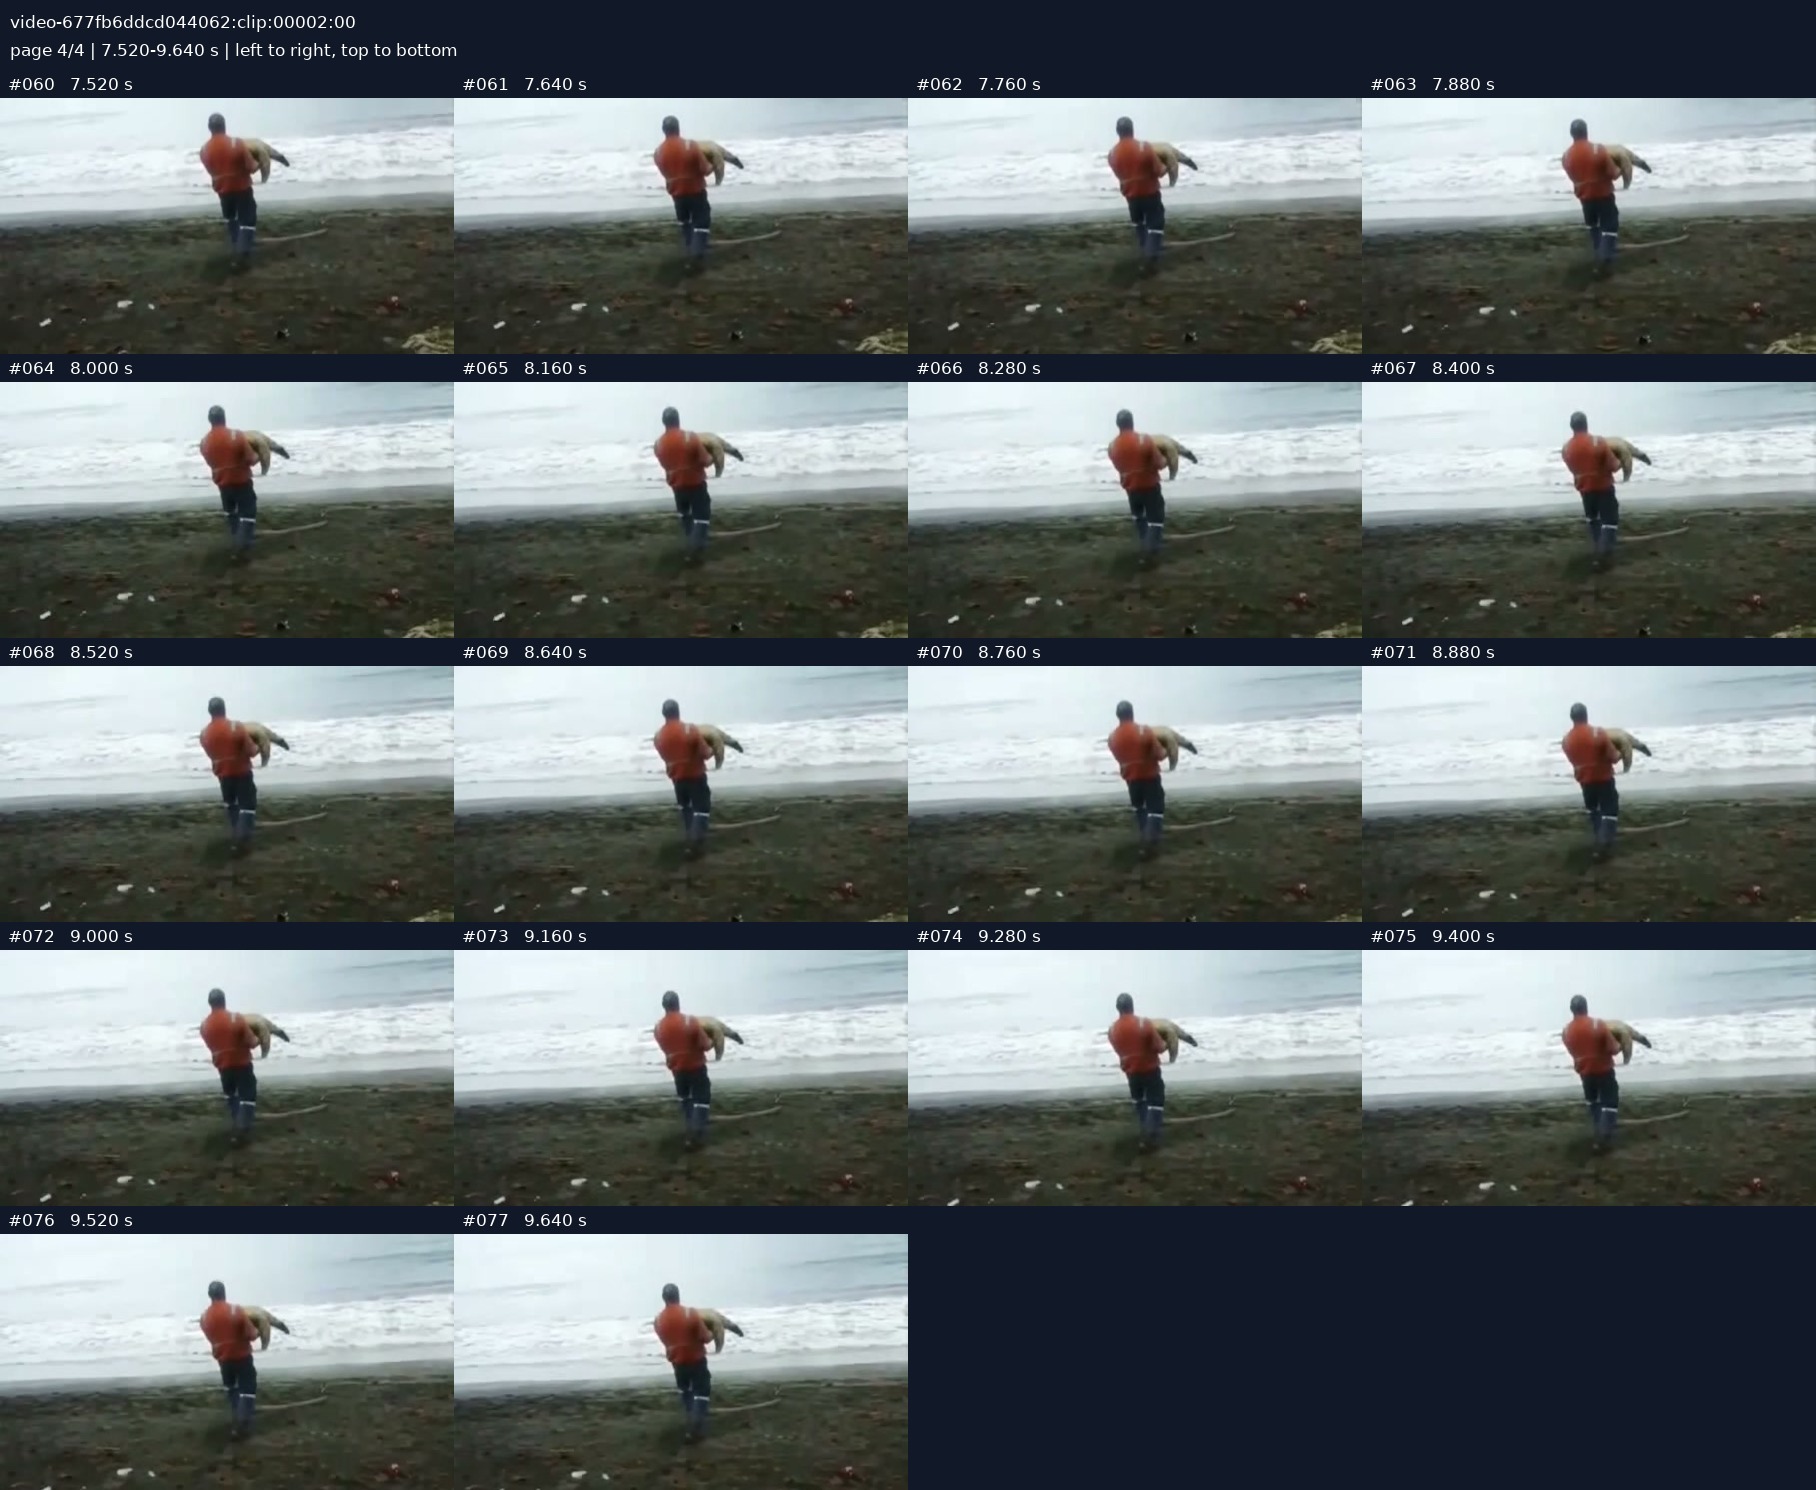 video-677fb6ddcd044062:clip:00002:00
page 4/4 | 7.520-9.640 s | left to right, top to bottom
#060 7.520 s
#061 7.640 s
#062 7.760 s
#063 7.880 s
#064 8.000 s
#065 8.160 s
#066 8.280 s
#067 8.400 s
#068 8.520 s
#069 8.640 s
#070 8.760 s
#071 8.880 s
#072 9.000 s
#073 9.160 s
#074 9.280 s
#075 9.400 s
#076 9.520 s
#077 9.640 s